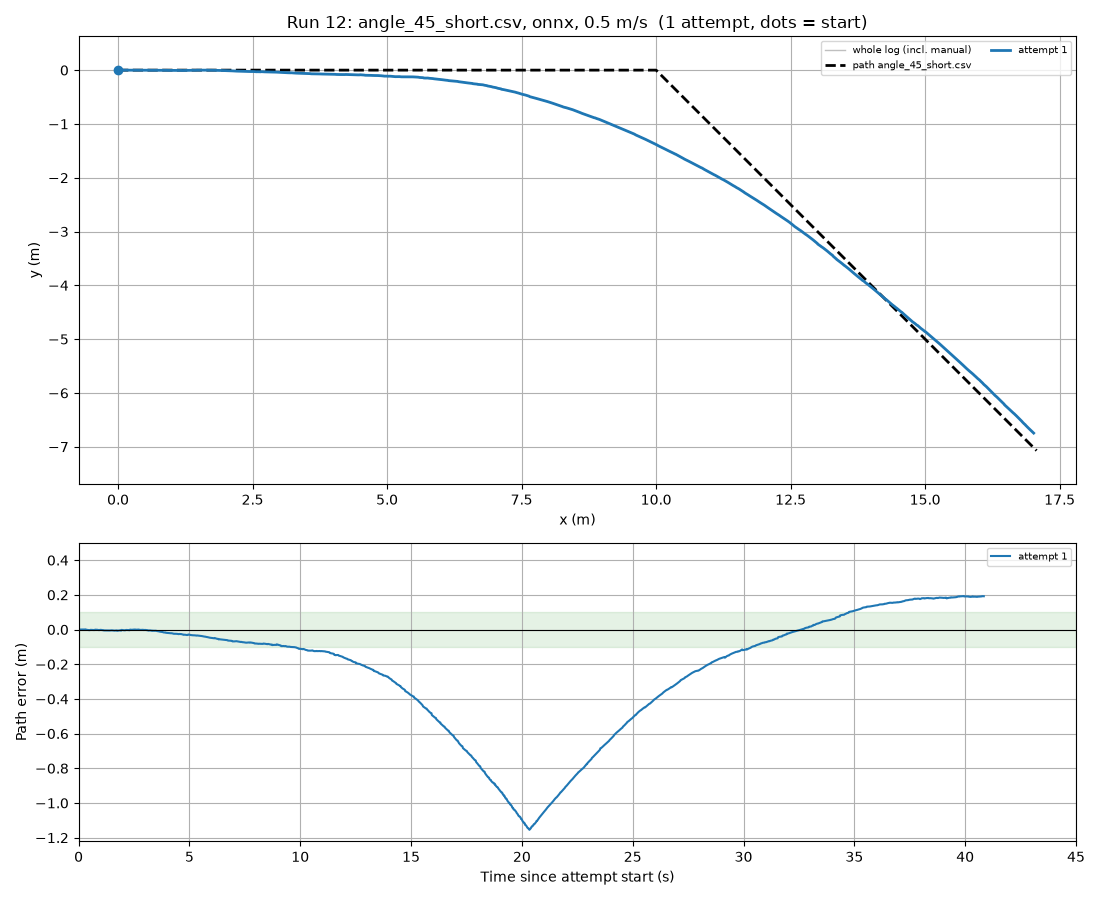 Run 12: angle_45_short.csv, onnx, 0.5 m/s  (1 attempt, dots = start)
whole log (incl. manual)
path angle_45_short.csv
attempt 1
y (m)
0
−1
−2
−3
−4
−5
−6
−7
0.0 2.5 5.0 7.5 10.0 12.5 15.0 17.5
x (m)
attempt 1
Path error (m)
0.4
0.2
0.0
−0.2
−0.4
−0.6
−0.8
−1.0
−1.2
0 5 10 15 20 25 30 35 40 45
Time since attempt start (s)